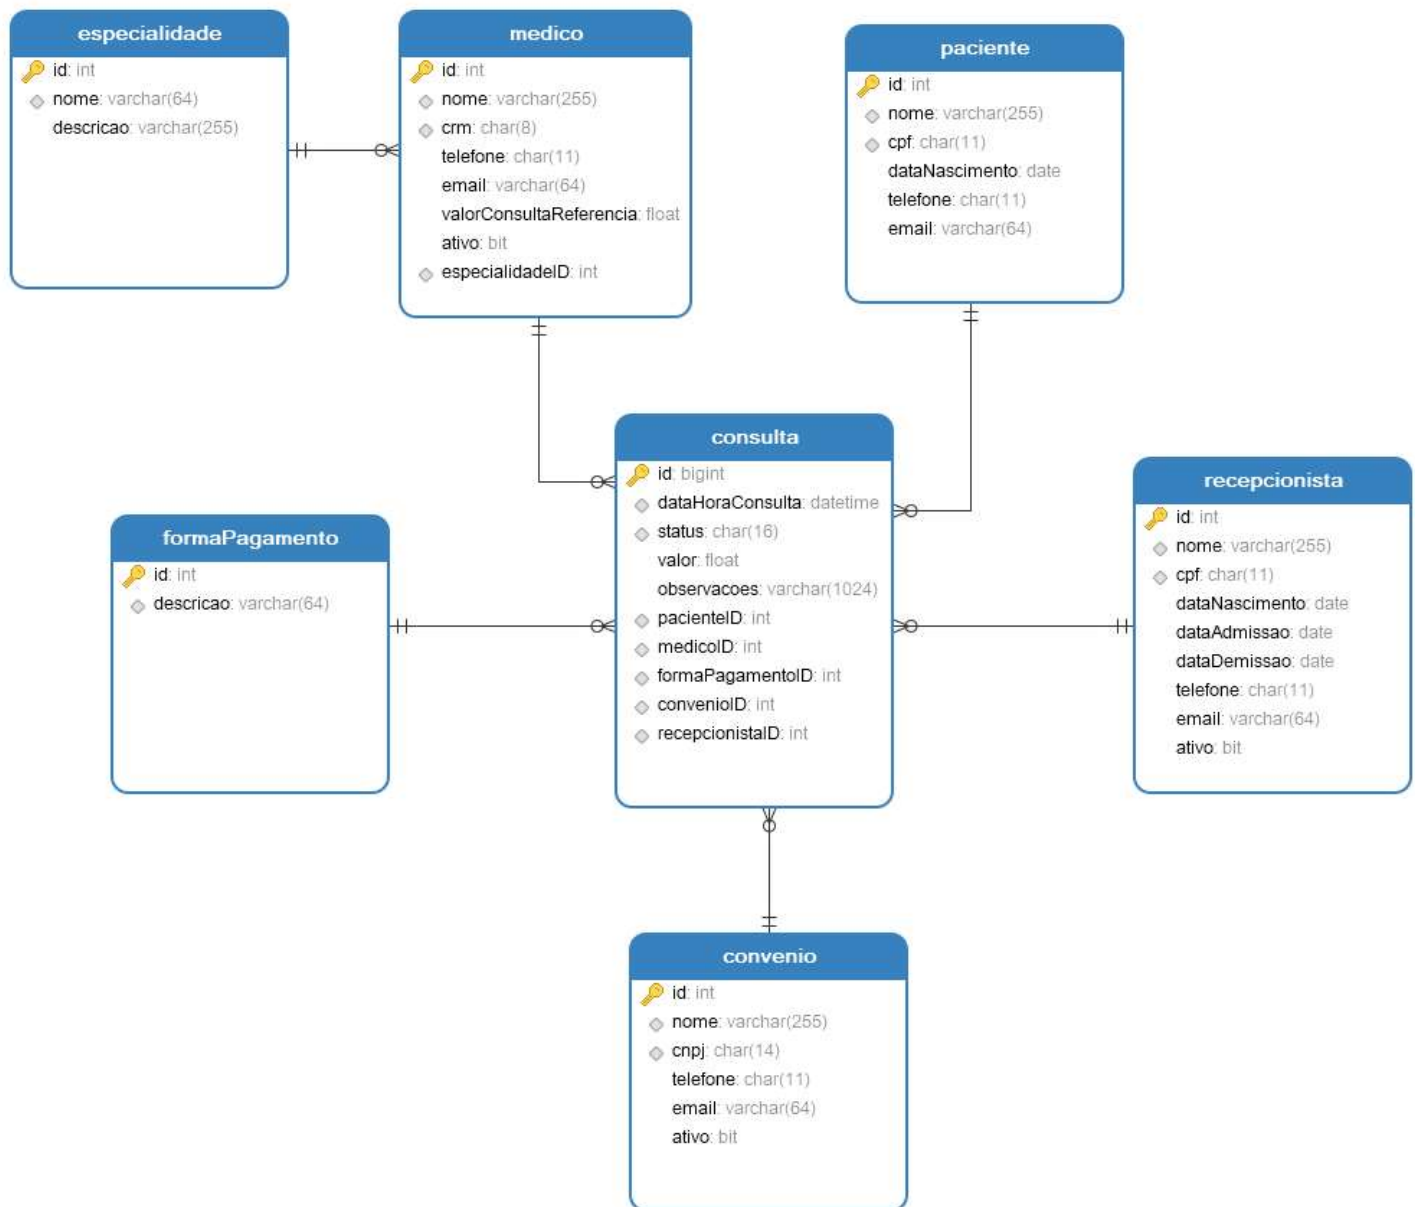 especialidade
id: int
nome: varchar(64)
descricao: varchar(255)
medico
id: int
nome: varchar(255)
crm: char(8)
telefone: char(11)
email: varchar(64)
valorConsultaReferencia: float
ativo: bit
especialidadeID: int
paciente
id: int
nome: varchar(255)
cpf: char(11)
dataNascimento: date
telefone: char(11)
email: varchar(64)
consulta
id: bigint
dataHoraConsulta: datetime
status: char(16)
valor: float
observacoes: varchar(1024)
pacienteID: int
medicoID: int
formaPagamentoID: int
convenioID: int
recepcionistaID: int
recepcionista
id: int
nome: varchar(255)
cpf: char(11)
dataNascimento: date
dataAdmissao: date
dataDemissao: date
telefone: char(11)
email: varchar(64)
ativo: bit
formaPagamento
id: int
descricao: varchar(64)
convenio
id: int
nome: varchar(255)
cnpj: char(14)
telefone: char(11)
email: varchar(64)
ativo: bit